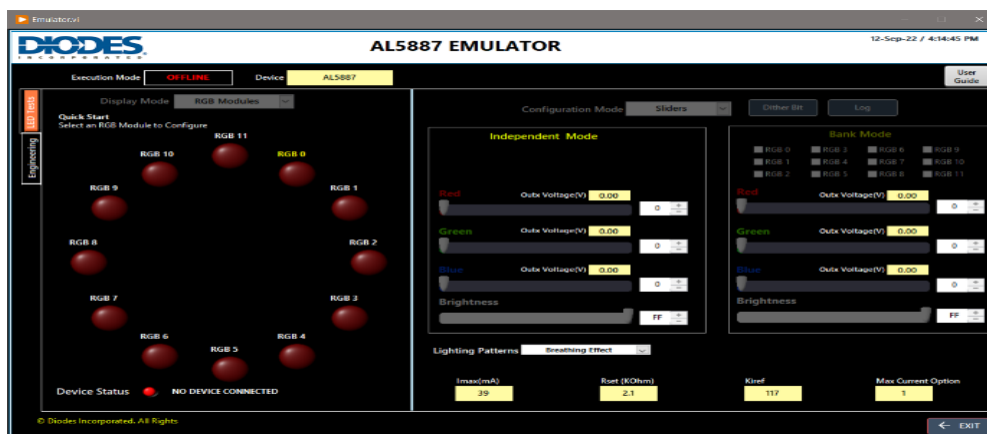 Emulator.vi
DIODES
INCORPORATED
AL5887 EMULATOR
12-Sep-22 / 4:14:45 PM
Execution Mode OFFLINE Device AL5887
User Guide
LED Tests
Engineering
Display Mode RGB Modules
Quick Start
Select an RGB Module to Configure
RGB 11
RGB 10 RGB 0
RGB 9 RGB 1
RGB 8 RGB 2
RGB 7 RGB 3
RGB 6 RGB 4
RGB 5
Device Status NO DEVICE CONNECTED
Configuration Mode Sliders Dither Bit Log
Independent Mode
Red Outx Voltage(V) 0.00
0
Green Outx Voltage(V) 0.00
0
Blue Outx Voltage(V) 0.00
0
Brightness
FF
Bank Mode
RGB 0 RGB 3 RGB 6 RGB 9
RGB 1 RGB 4 RGB 7 RGB 10
RGB 2 RGB 5 RGB 8 RGB 11
Red Outx Voltage(V) 0.00
0
Green Outx Voltage(V) 0.00
0
Blue Outx Voltage(V) 0.00
0
Brightness
FF
Lighting Patterns Breathing Effect
Imax(mA) Rset (KOhm) Kiref Max Current Option
39 2.1 117 1
© Diodes Incorporated. All Rights
EXIT